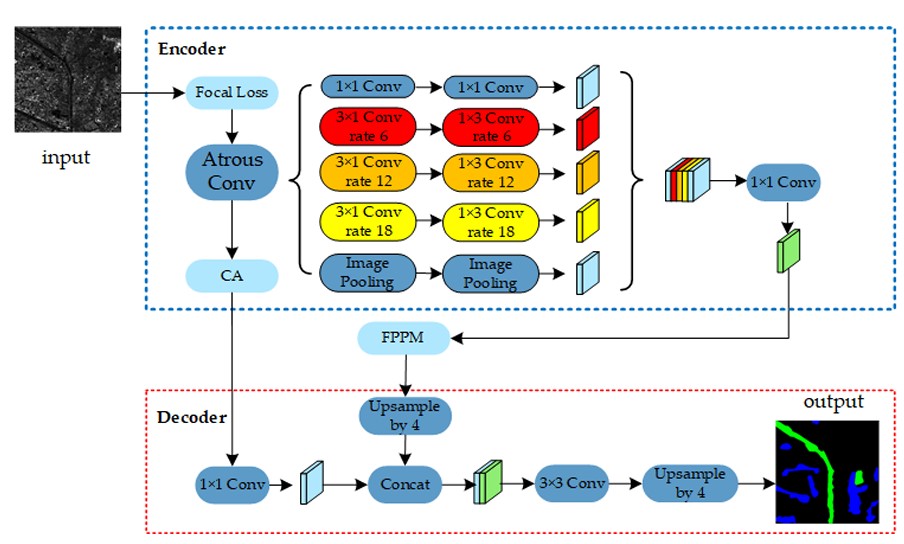 Encoder
input
Focal Loss
Atrous
Conv
CA
1×1 Conv
1×1 Conv
3×1 Conv
rate 6
1×3 Conv
rate 6
3×1 Conv
rate 12
1×3 Conv
rate 12
3×1 Conv
rate 18
1×3 Conv
rate 18
Image
Pooling
Image
Pooling
1×1 Conv
FPPM
Decoder
Upsample
by 4
output
1×1 Conv
Concat
3×3 Conv
Upsample
by 4